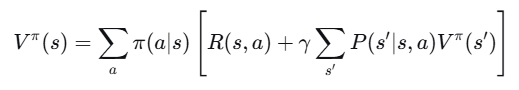 V^π(s) = ∑_a π(a|s) [ R(s, a) + γ ∑_{s′} P(s′|s, a)V^π(s′) ]